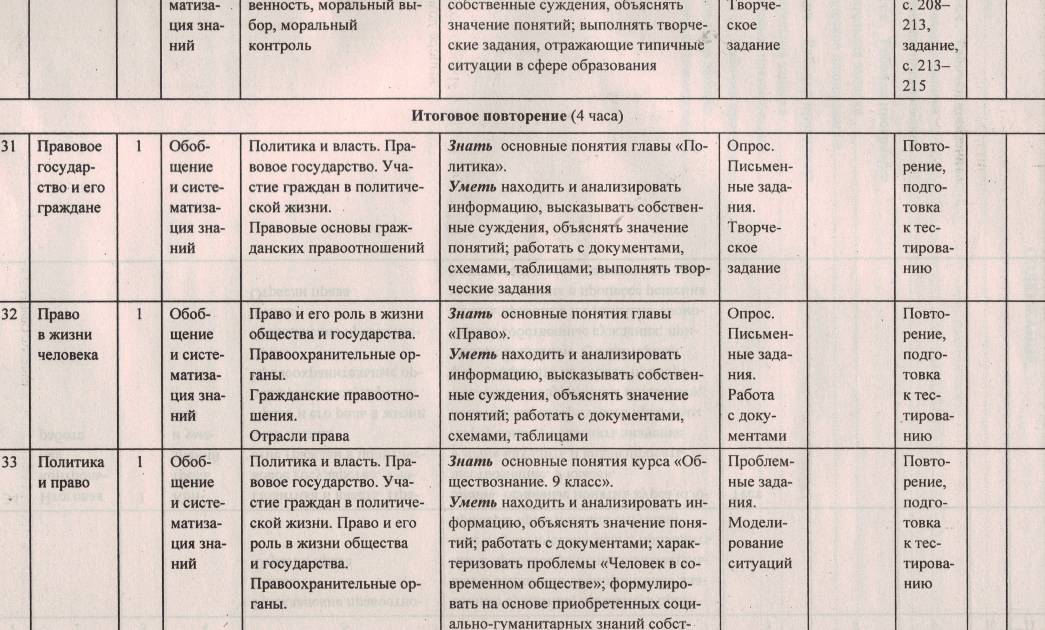 матиза-
ция зна-
ний
венность, моральный вы-
бор, моральный
контроль
собственные суждения, объяснять
значение понятий; выполнять творче-
ские задания, отражающие типичные
ситуации в сфере образования
Творче-
ское
задание
с. 208–
213,
задание,
с. 213–
215
Итоговое повторение (4 часа)
31
Правовое
государ-
ство и его
граждане
1
Обоб-
щение
и систе-
матиза-
ция зна-
ний
Политика и власть. Пра-
вовое государство. Уча-
стие граждан в политиче-
ской жизни.
Правовые основы граж-
данских правоотношений
Знать основные понятия главы «По-
литика».
Уметь находить и анализировать
информацию, высказывать собствен-
ные суждения, объяснять значение
понятий; работать с документами,
схемами, таблицами; выполнять твор-
ческие задания
Опрос.
Письмен-
ные зада-
ния.
Творче-
ское
задание
Повто-
рение,
подго-
товка
к тес-
тирова-
нию
32
Право
в жизни
человека
1
Обоб-
щение
и систе-
матиза-
ция зна-
ний
Право и его роль в жизни
общества и государства.
Правоохранительные ор-
ганы.
Гражданские правоотно-
шения.
Отрасли права
Знать основные понятия главы
«Право».
Уметь находить и анализировать
информацию, высказывать собствен-
ные суждения, объяснять значение
понятий; работать с документами,
схемами, таблицами
Опрос.
Письмен-
ные зада-
ния.
Работа
с доку-
ментами
Повто-
рение,
подго-
товка
к тес-
тирова-
нию
33
Политика
и право
1
Обоб-
щение
и систе-
матиза-
ция зна-
ний
Политика и власть. Пра-
вовое государство. Уча-
стие граждан в политиче-
ской жизни. Право и его
роль в жизни общества
и государства.
Правоохранительные ор-
ганы.
Знать основные понятия курса «Об-
ществознание. 9 класс».
Уметь находить и анализировать ин-
формацию, объяснять значение поня-
тий; работать с документами; харак-
теризовать проблемы «Человек в со-
временном обществе»; формулиро-
вать на основе приобретенных соци-
ально-гуманитарных знаний собст-
Проблем-
ные зада-
ния.
Модели-
рование
ситуаций
Повто-
рение,
подго-
товка
к тес-
тирова-
нию